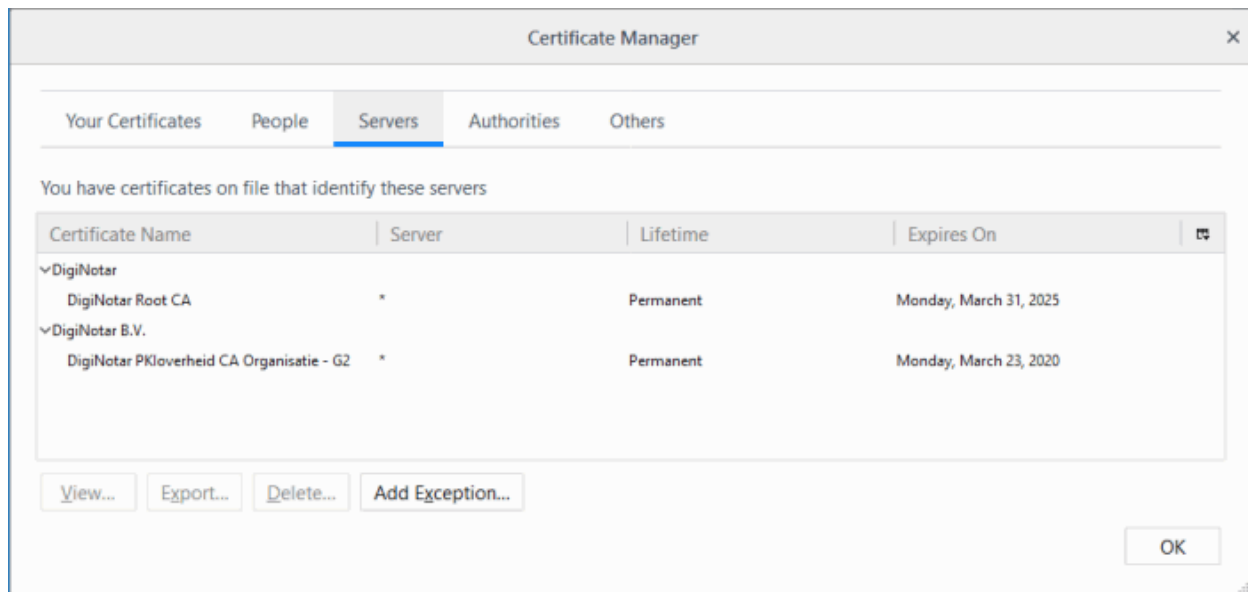 Certificate Manager
Your Certificates People Servers Authorities Others
You have certificates on file that identify these servers
Certificate Name Server Lifetime Expires On
DigiNotar
DigiNotar Root CA * Permanent Monday, March 31, 2025
DigiNotar B.V.
DigiNotar PKIoverheid CA Organisatie - G2 * Permanent Monday, March 23, 2020
View... Export... Delete... Add Exception...
OK